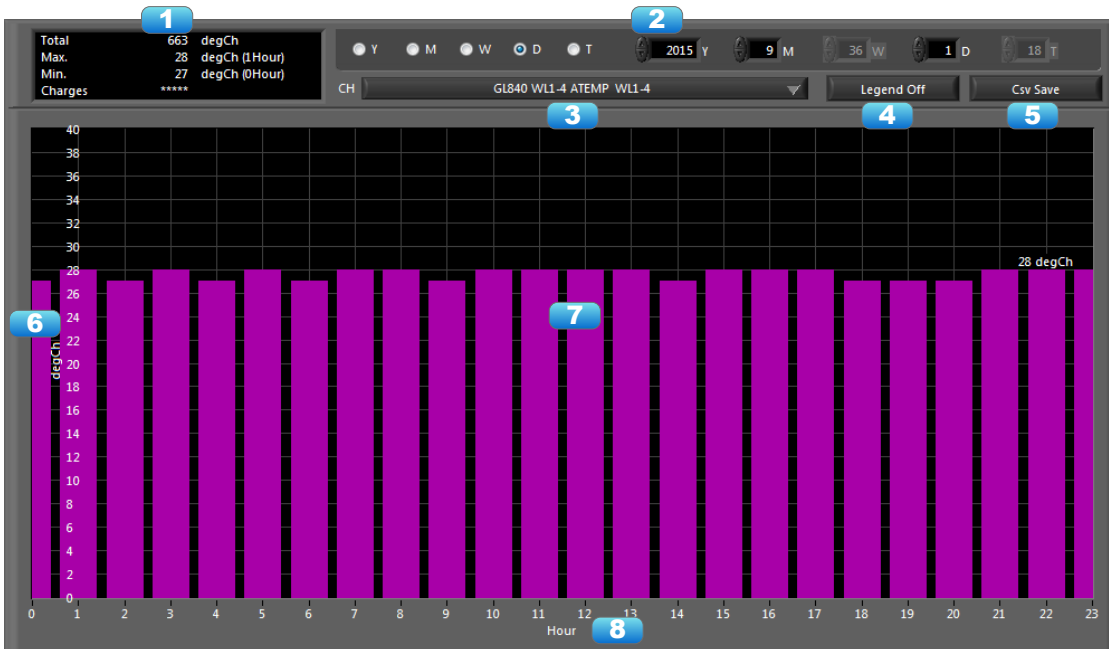 1
2
Total 663 degCh
Max. 28 degCh (1Hour)
Min. 27 degCh (0Hour)
Charges *****
Y M W D T 2015 Y 9 M 36 W 1 D 18 T
CH GL840 WL1-4 ATEMP WL1-4 Legend Off Csv Save
3 4 5
40
38
36
34
32
30
28 degCh
28
26
6
7
24
22
degCh
20
18
16
14
12
10
8
6
4
2
0
0 1 2 3 4 5 6 7 8 9 10 11 12 13 14 15 16 17 18 19 20 21 22 23
Hour
8